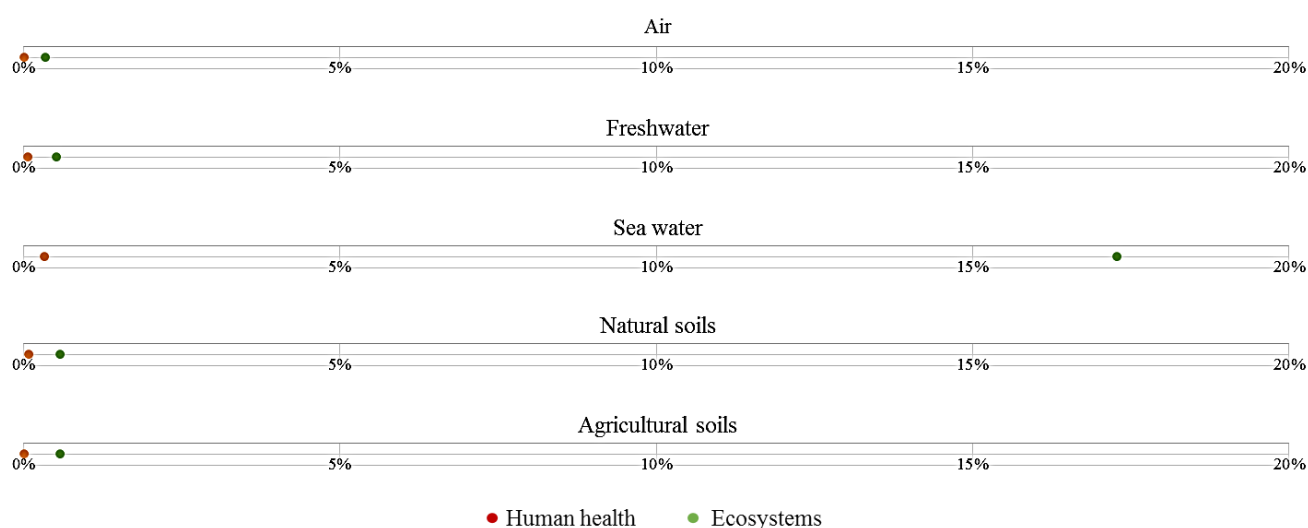 Air
0% 5% 10% 15% 20%
Freshwater
0% 5% 10% 15% 20%
Sea water
0% 5% 10% 15% 20%
Natural soils
0% 5% 10% 15% 20%
Agricultural soils
0% 5% 10% 15% 20%
Human health Ecosystems